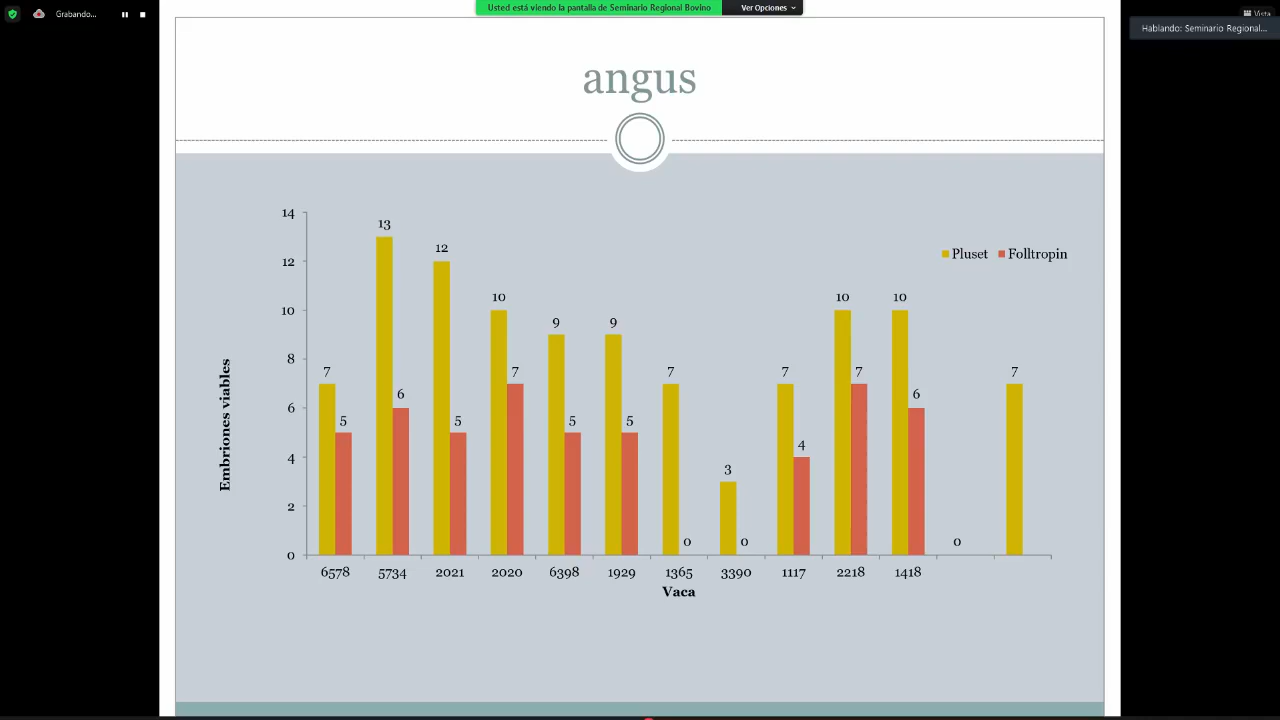 Grabando...
Usted está viendo la pantalla de Seminario Regional Bovino
Ver Opciones
Vista
Hablando: Seminario Regional...
angus
Pluset
Folltropin
14
12
10
8
6
4
2
0
Embriones viables
7 5
13 6
12 5
10 7
9 5
9 5
7 0
3 0
7 4
10 7
10 6
0
7
6578 5734 2021 2020 6398 1929 1365 3390 1117 2218 1418
Vaca